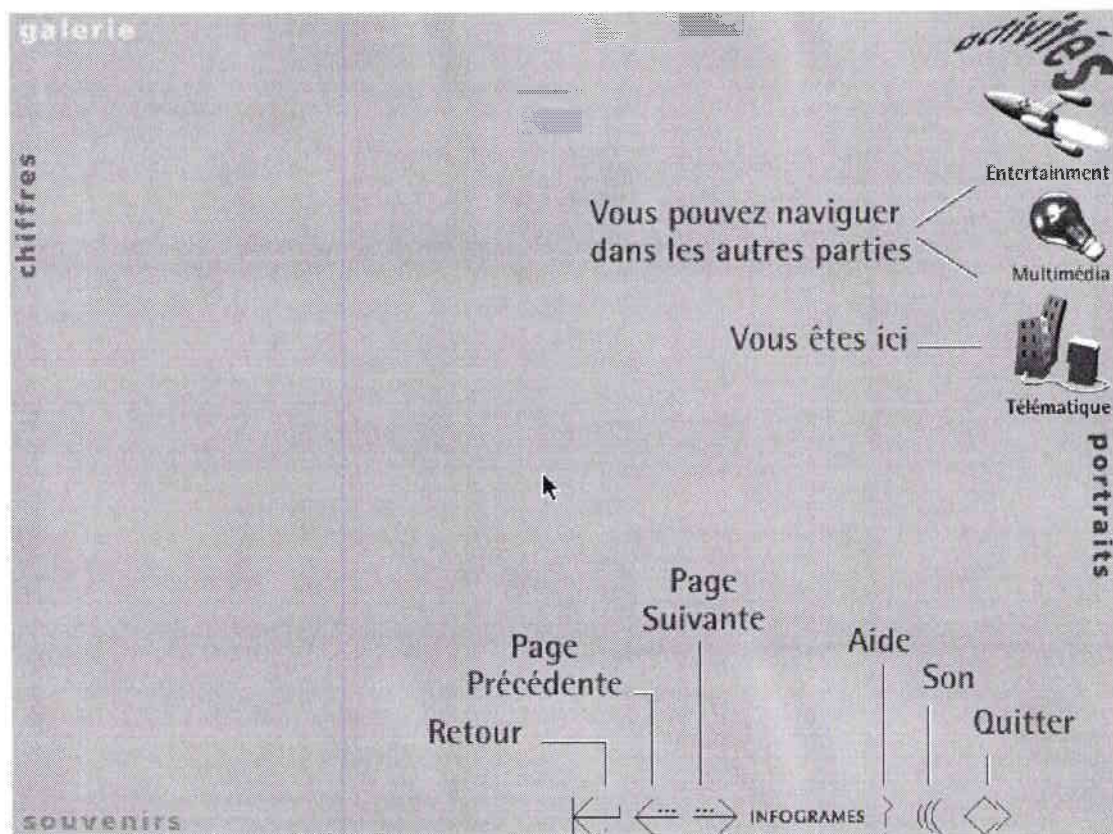 galerie
activités
chiffres
Entertainment
Vous pouvez naviguer
dans les autres parties
Multimédia
Vous êtes ici
Télématique
portraits
Page
Suivante
Page
Précédente
Aide
Son
Retour
Quitter
INFOGRAMES
souvenirs